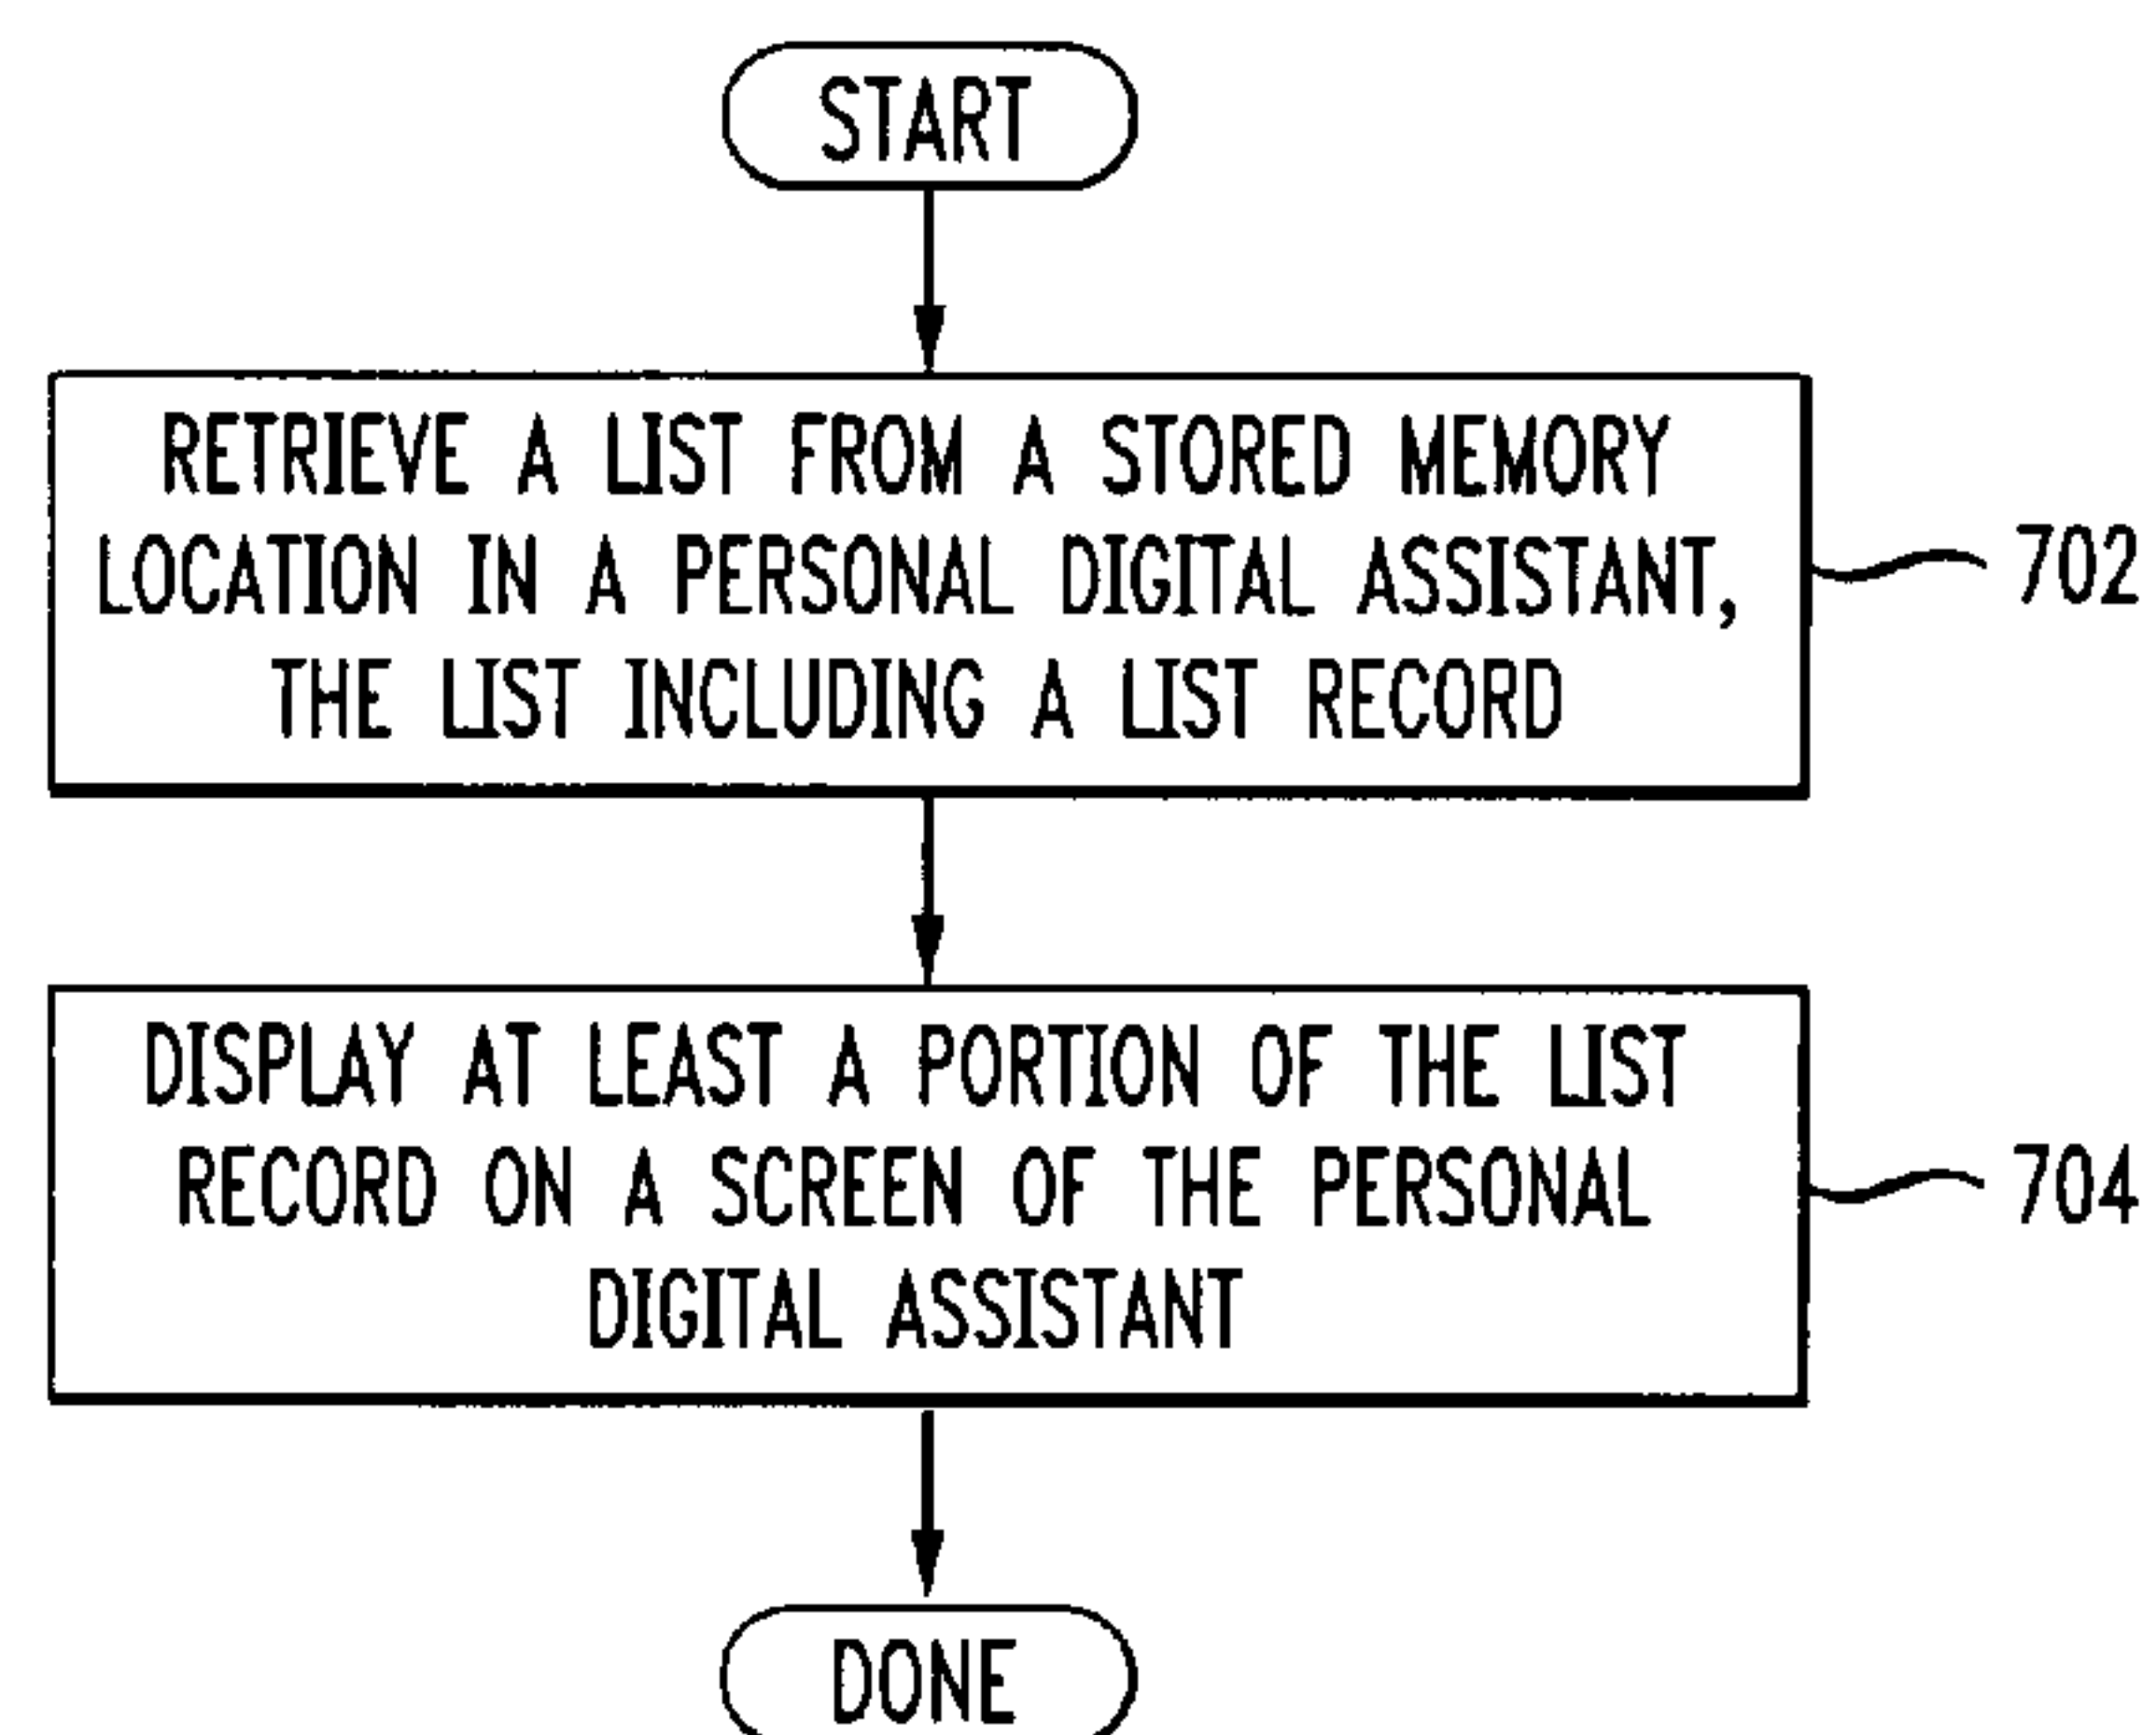 START
RETRIEVE A LIST FROM A STORED MEMORY
LOCATION IN A PERSONAL DIGITAL ASSISTANT,
THE LIST INCLUDING A LIST RECORD
702
DISPLAY AT LEAST A PORTION OF THE LIST
RECORD ON A SCREEN OF THE PERSONAL
DIGITAL ASSISTANT
704
DONE